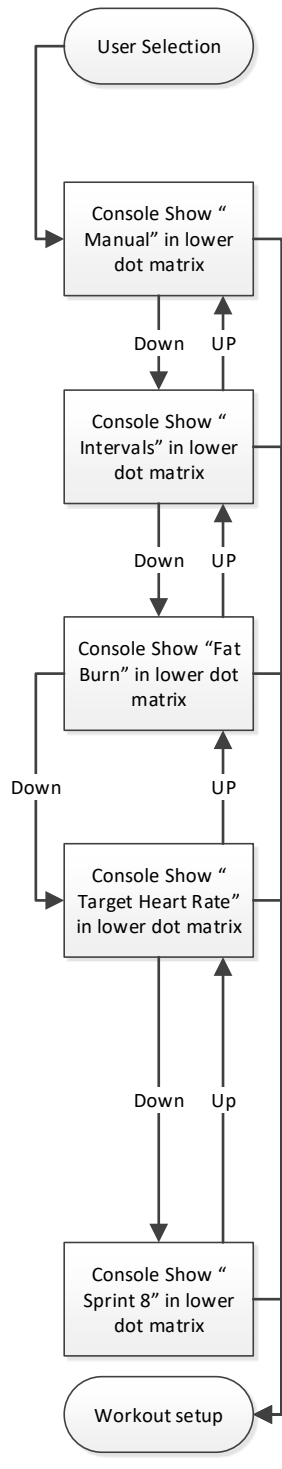 User Selection
Console Show “
Manual” in lower
dot matrix
Down
UP
Console Show “
Intervals” in lower
dot matrix
Down
UP
Console Show “Fat
Burn” in lower dot
matrix
Down
UP
Console Show “
Target Heart Rate”
in lower dot matrix
Down
Up
Console Show “
Sprint 8” in lower
dot matrix
Workout setup